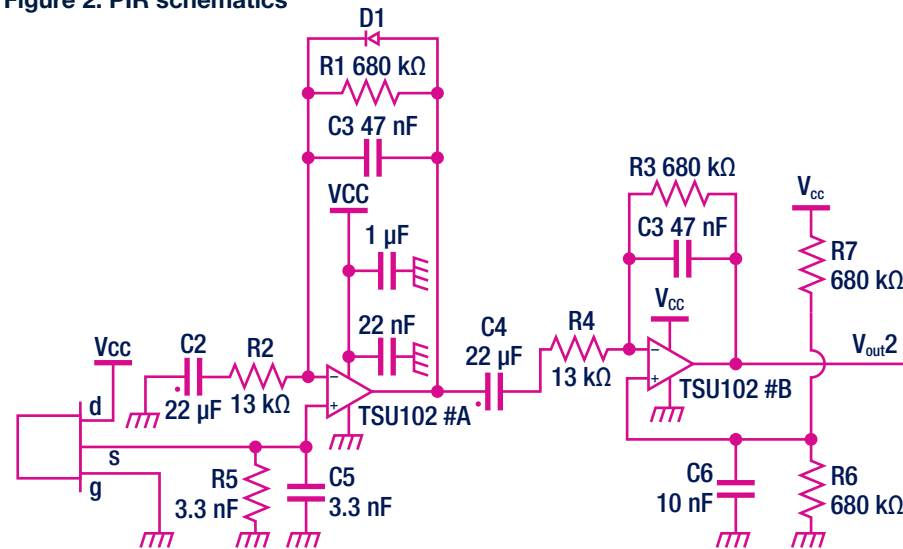 Figure 2. PIR schematics
D1
R1 680 kΩ
C3 47 nF
VCC
1 µF
22 nF
Vcc
C2
22 µF
R2
13 kΩ
−
+
TSU102 #A
d
s
g
R5
3.3 nF
C5
3.3 nF
C4
22 µF
R4
13 kΩ
R3 680 kΩ
C3 47 nF
Vcc
−
+
TSU102 #B
Vcc
R7
680 kΩ
Vout2
C6
10 nF
R6
680 kΩ